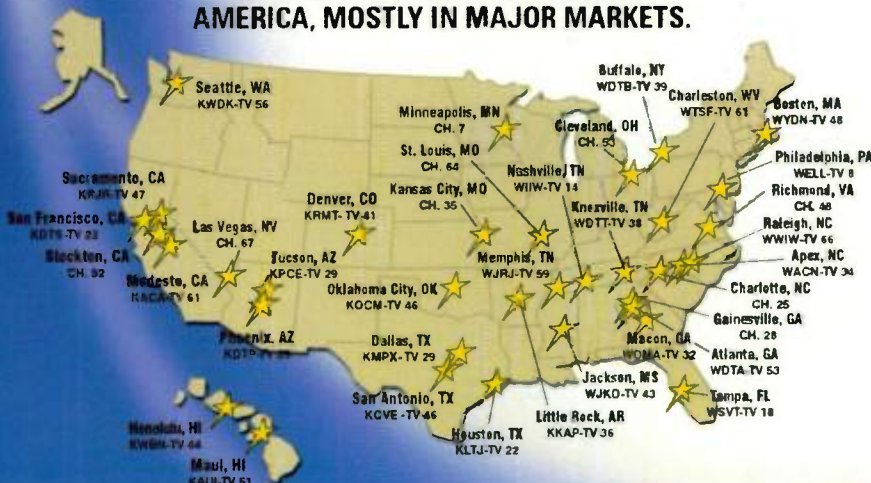 AMERICA, MOSTLY IN MAJOR MARKETS.
Seattle, WA
KWDK-TV 56
Minneapolis, MN
CH. 7
Buffalo, NY
WDTB-TV 39
Cleveland, OH
CH. 53
Charleston, WV
WTSF-TV 61
Boston, MA
WYDN-TV 48
St. Louis, MO
CH. 64
Nashville, TN
WIIW-TV 14
Philadelphia, PA
WELL-TV 8
Sacramento, CA
TV 47
San Francisco, CA
Stockton, CA
Modesto, CA
TV 61
Las Vegas, NV
CH. 67
Denver, CO
KRMT-TV 41
Kansas City, MO
CH. 35
Knoxville, TN
WDTT-TV 38
Richmond, VA
CH. 48
Raleigh, NC
WWIW-TV 66
Apex, NC
WACN-TV 34
Tucson, AZ
KPCE-TV 29
Phoenix, AZ
Oklahoma City, OK
KOCM-TV 46
Memphis, TN
WJRJ-TV 59
Charlotte, NC
CH. 25
Gainesville, GA
CH. 28
Dallas, TX
KMPX-TV 29
Macon, GA
WDMA-TV 32
Atlanta, GA
WDTA-TV 53
San Antonio, TX
KCVE-TV 46
Jackson, MS
WJKO-TV 43
Tampa, FL
WSVT-TV 18
Little Rock, AR
KKAP-TV 36
Houston, TX
KLTJ-TV 22
Honolulu, HI
KWBN-TV 44
Maui, HI
KAUI-TV 51